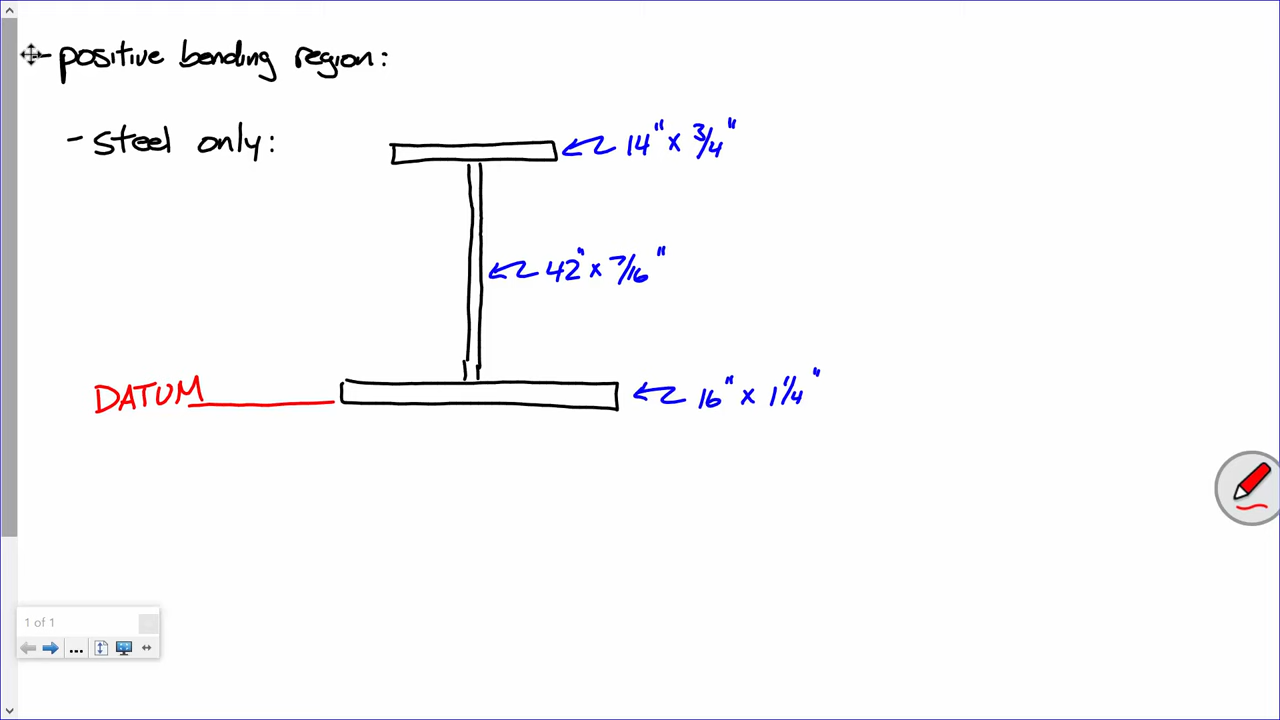 - positive bending region:
- steel only:
14" x 3/4"
42" x 7/16"
DATUM
16" x 1 1/4"
1 of 1
...